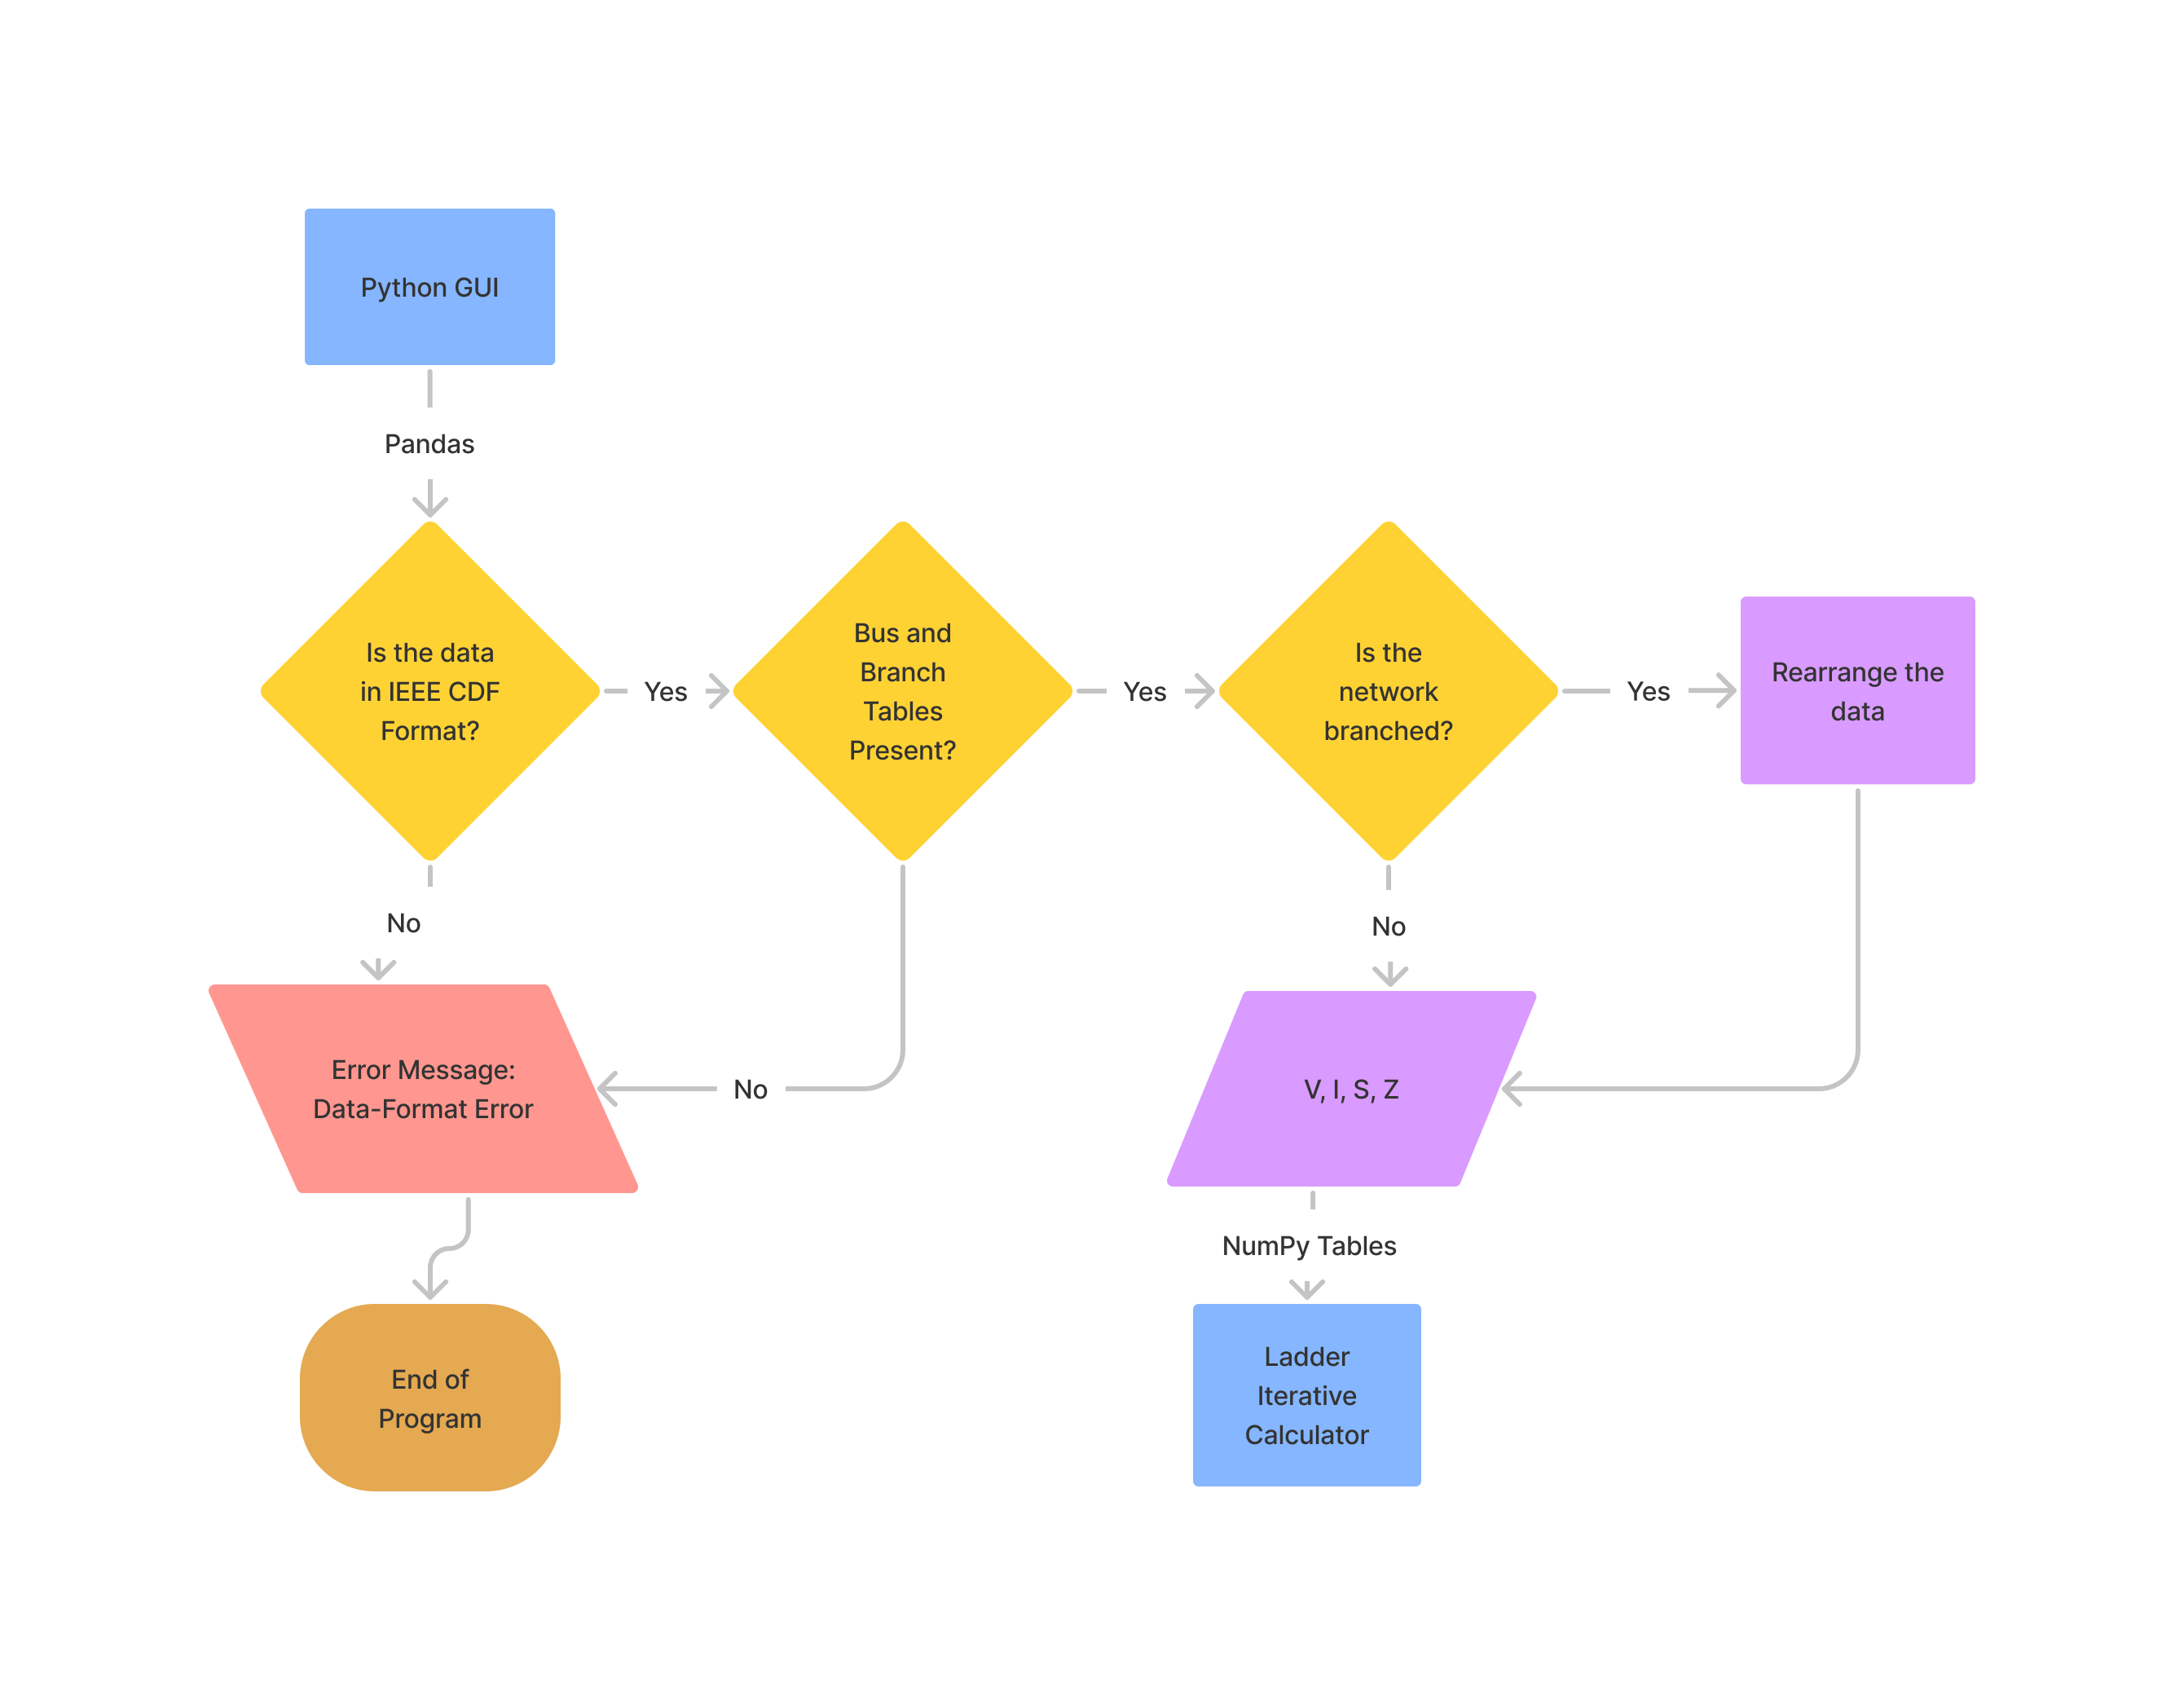 Python GUI
Pandas
Is the data
in IEEE CDF
Format?
Yes
Bus and
Branch
Tables
Present?
Yes
Is the
network
branched?
Yes
Rearrange the
data
No
No
Error Message:
Data-Format Error
No
V, I, S, Z
NumPy Tables
End of
Program
Ladder
Iterative
Calculator